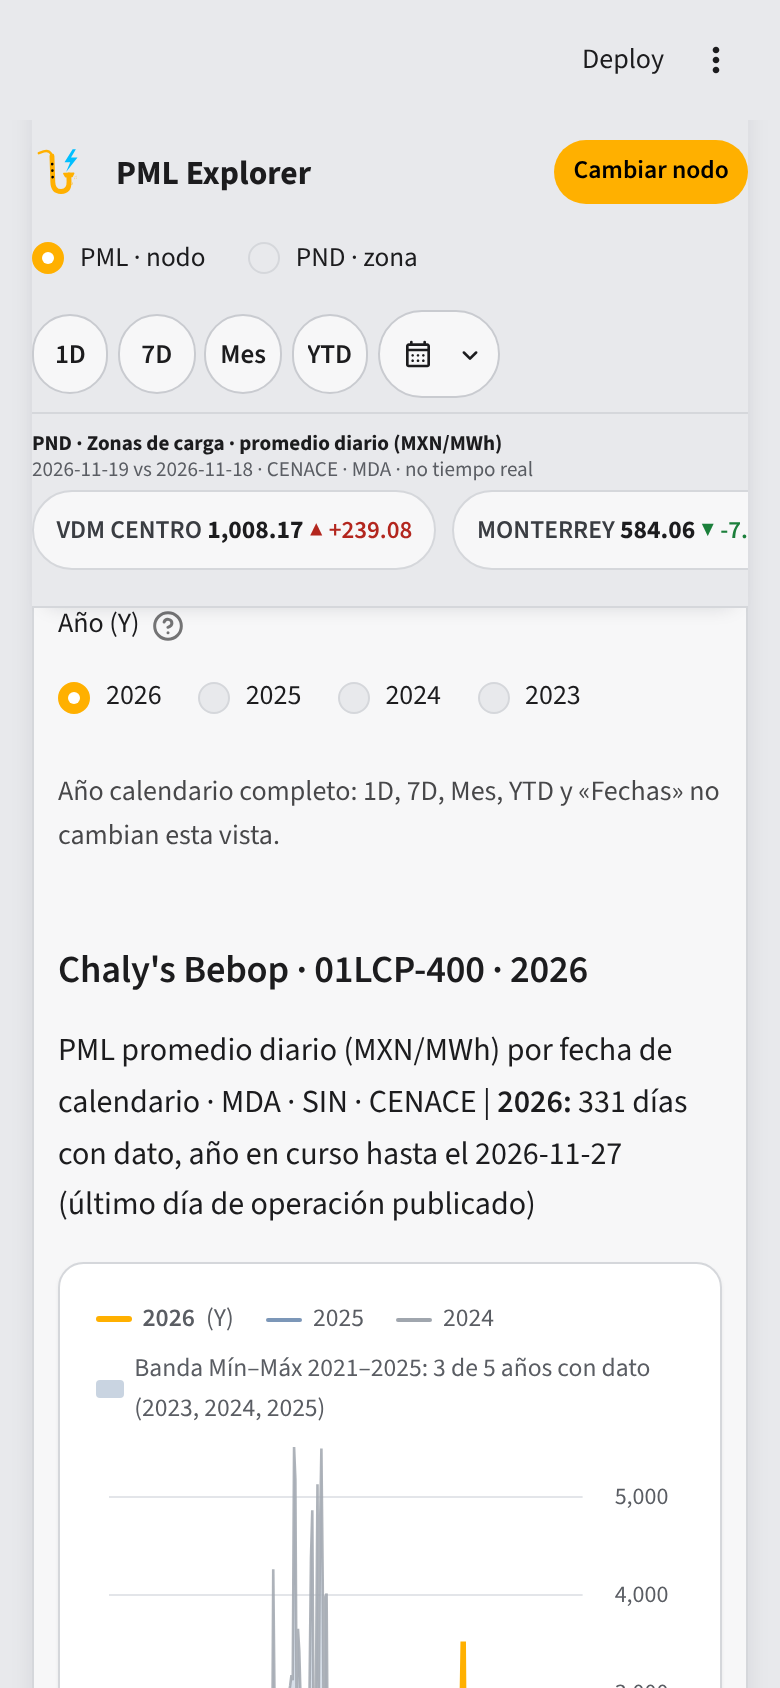 Deploy
PML Explorer
Cambiar nodo
PML · nodo PND · zona
1D 7D Mes YTD
PND · Zonas de carga · promedio diario (MXN/MWh)
2026-11-19 vs 2026-11-18 · CENACE · MDA · no tiempo real
VDM CENTRO 1,008.17 ▲ +239.08 MONTERREY 584.06 ▼ -7.
Año (Y)
2026 2025 2024 2023
Año calendario completo: 1D, 7D, Mes, YTD y «Fechas» no
cambian esta vista.
Chaly's Bebop · 01LCP-400 · 2026
PML promedio diario (MXN/MWh) por fecha de
calendario · MDA · SIN · CENACE | 2026: 331 días
con dato, año en curso hasta el 2026-11-27
(último día de operación publicado)
2026 (Y) 2025 2024
Banda Mín–Máx 2021–2025: 3 de 5 años con dato
(2023, 2024, 2025)
5,000
4,000